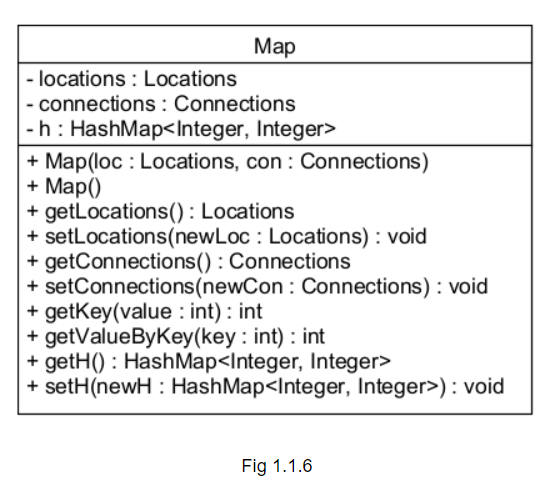 Map
- locations : Locations
- connections : Connections
- h : HashMap<Integer, Integer>
+ Map(loc : Locations, con : Connections)
+ Map()
+ getLocations() : Locations
+ setLocations(newLoc : Locations) : void
+ getConnections() : Connections
+ setConnections(newCon : Connections) : void
+ getKey(value : int) : int
+ getValueByKey(key : int) : int
+ getH() : HashMap<Integer, Integer>
+ setH(newH : HashMap<Integer, Integer>) : void
Fig 1.1.6